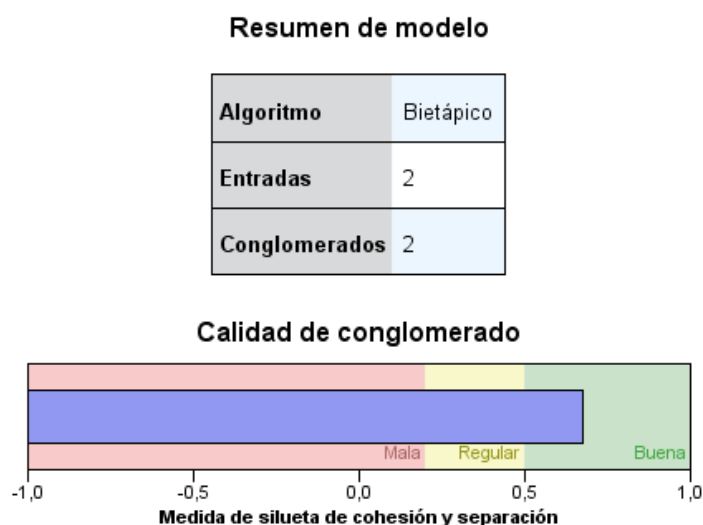 Resumen de modelo
Algoritmo Bietápico
Entradas 2
Conglomerados 2
Calidad de conglomerado
Mala Regular Buena
-1,0 -0,5 0,0 0,5 1,0
Medida de silueta de cohesión y separación